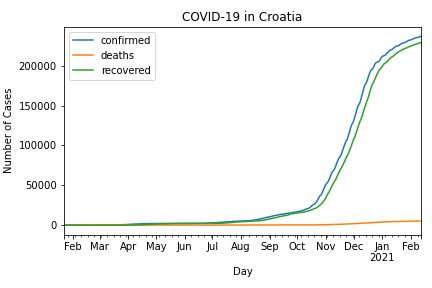 COVID-19 in Croatia
confirmed
deaths
recovered
Number of Cases
200000
150000
100000
50000
0
Feb Mar Apr May Jun Jul Aug Sep Oct Nov Dec Jan Feb
2021
Day